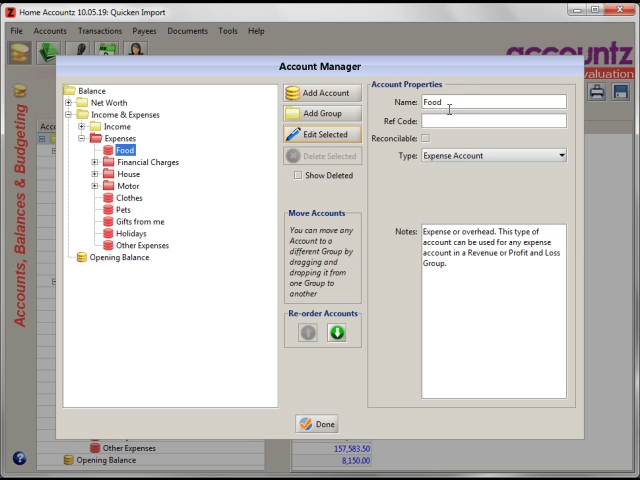 Home Accountz 10.05.19: Quicken Import
File Accounts Transactions Payees Documents Tools Help
accountz
Accounts, Balances & Budgeting
Account Manager
Balance
Net Worth
Income & Expenses
Income
Expenses
Food
Financial Charges
House
Motor
Clothes
Pets
Gifts from me
Holidays
Other Expenses
Opening Balance
Add Account
Add Group
Edit Selected
Delete Selected
Show Deleted
Move Accounts
You can move any
Account to a
different Group by
dragging and
dropping it from
one Group to
another
Re-order Accounts
Done
Account Properties
Name: Food
Ref Code:
Reconcilable:
Type: Expense Account
Notes: Expense or overhead. This type of
account can be used for any expense
account in a Revenue or Profit and Loss
Group.
Other Expenses 157,583.50
Opening Balance 8,150.00